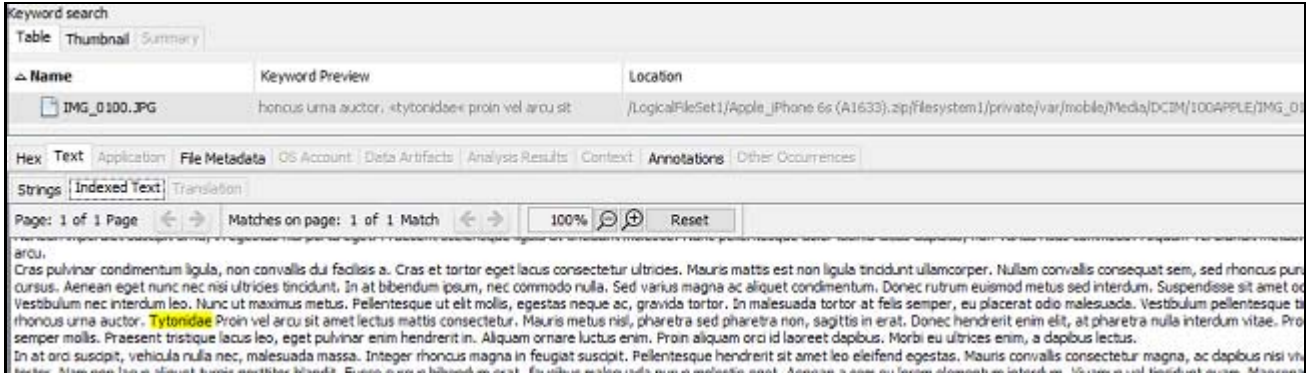 Keyword search
Table Thumbnail Summary
Name Keyword Preview Location
IMG_0100.JPG honcus urna auctor. «tytonidae« proin vel arcu sit /LogicalFileSet1/Apple_iPhone 6s (A1633).zip/filesystem1/private/var/mobile/Media/DCIM/100APPLE/IMG_01
Hex Text Application File Metadata OS Account Data Artifacts Analysis Results Context Annotations Other Occurrences
Strings Indexed Text Translation
Page: 1 of 1 Page Matches on page: 1 of 1 Match 100% Reset
arcu.
Cras pulvinar condimentum ligula, non convallis dui facilisis a. Cras et tortor eget lacus consectetur ultricies. Mauris mattis est non ligula tincidunt ullamcorper. Nullam convallis consequat sem, sed rhoncus pur
cursus. Aenean eget nunc nec nisi ultricies tincidunt. In at bibendum ipsum, nec commodo nulla. Sed varius magna ac aliquet condimentum. Donec rutrum euismod metus sed interdum. Suspendisse sit amet od
Vestibulum nec interdum leo. Nunc ut maximus metus. Pellentesque ut elit mollis, egestas neque ac, gravida tortor. In malesuada tortor at felis semper, eu placerat odio malesuada. Vestibulum pellentesque
rhoncus urna auctor. Tytonidae Proin vel arcu sit amet lectus mattis consectetur. Mauris metus nisl, pharetra sed pharetra non, sagittis in erat. Donec hendrerit enim elit, at pharetra nulla interdum vitae. Pro
semper mollis. Praesent tristique lacus leo, eget pulvinar enim hendrerit in. Aliquam ornare luctus enim. Proin aliquam orci id laoreet dapibus. Morbi eu ultrices enim, a dapibus lectus.
In at orci suscipit, vehicula nulla nec, malesuada massa. Integer rhoncus magna in feugiat suscipit. Pellentesque hendrerit sit amet leo eleifend egestas. Mauris convallis consectetur magna, ac dapibus nisi